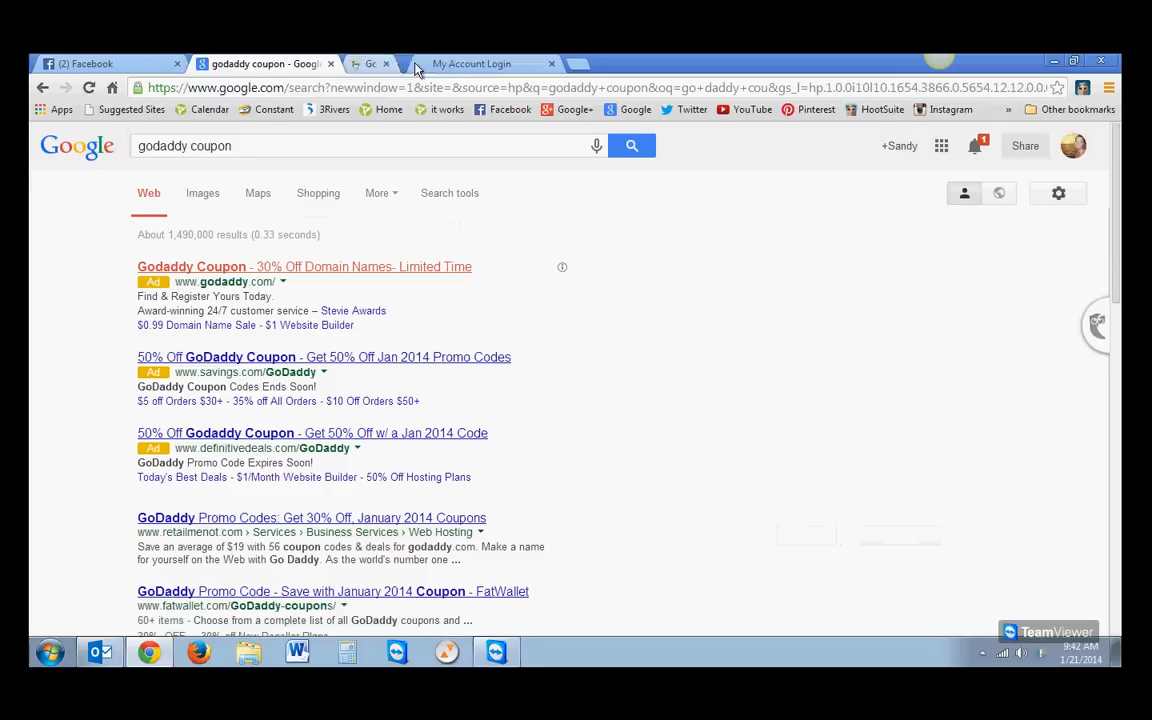 (2) Facebook
godaddy coupon - Google
Go
My Account Login
https://www.google.com/search?newwindow=1&site=&source=hp&q=godaddy+coupon&oq=go+daddy+cou&gs_l=hp.1.0.0i10l10.1654.3866.0.5654.12.12.0.0.
Apps Suggested Sites Calendar Constant 3Rivers Home it works Facebook Google+ Google Pinterest Twitter YouTube HootSuite Instagram » Other bookmarks
Google godaddy coupon +Sandy 1 Share
Web Images Maps Shopping More Search tools
About 1,490,000 results (0.33 seconds)
Godaddy Coupon - 30% Off Domain Names- Limited Time
Ad www.godaddy.com/
Find & Register Yours Today.
Award-winning 24/7 customer service – Stevie Awards
$0.99 Domain Name Sale - $1 Website Builder
50% Off GoDaddy Coupon - Get 50% Off Jan 2014 Promo Codes
Ad www.savings.com/GoDaddy
GoDaddy Coupon Codes Ends Soon!
$5 off Orders $30+ - 35% off All Orders - $10 Off Orders $50+
50% Off Godaddy Coupon - Get 50% Off w/ a Jan 2014 Code
Ad www.definitivedeals.com/GoDaddy
GoDaddy Promo Code Expires Soon!
Today's Best Deals - $1/Month Website Builder - 50% Off Hosting Plans
GoDaddy Promo Codes: Get 30% Off, January 2014 Coupons
www.retailmenot.com › Services › Business Services › Web Hosting
Save an average of $19 with 56 coupon codes & deals for godaddy.com. Make a name
for yourself on the Web with Go Daddy. As the world's number one ...
GoDaddy Promo Code - Save with January 2014 Coupon - FatWallet
www.fatwallet.com/GoDaddy-coupons/
60+ items - Choose from a complete list of all GoDaddy coupons and ...
30% OFF 30% off New Reseller Plans
TeamViewer
9:42 AM
1/21/2014